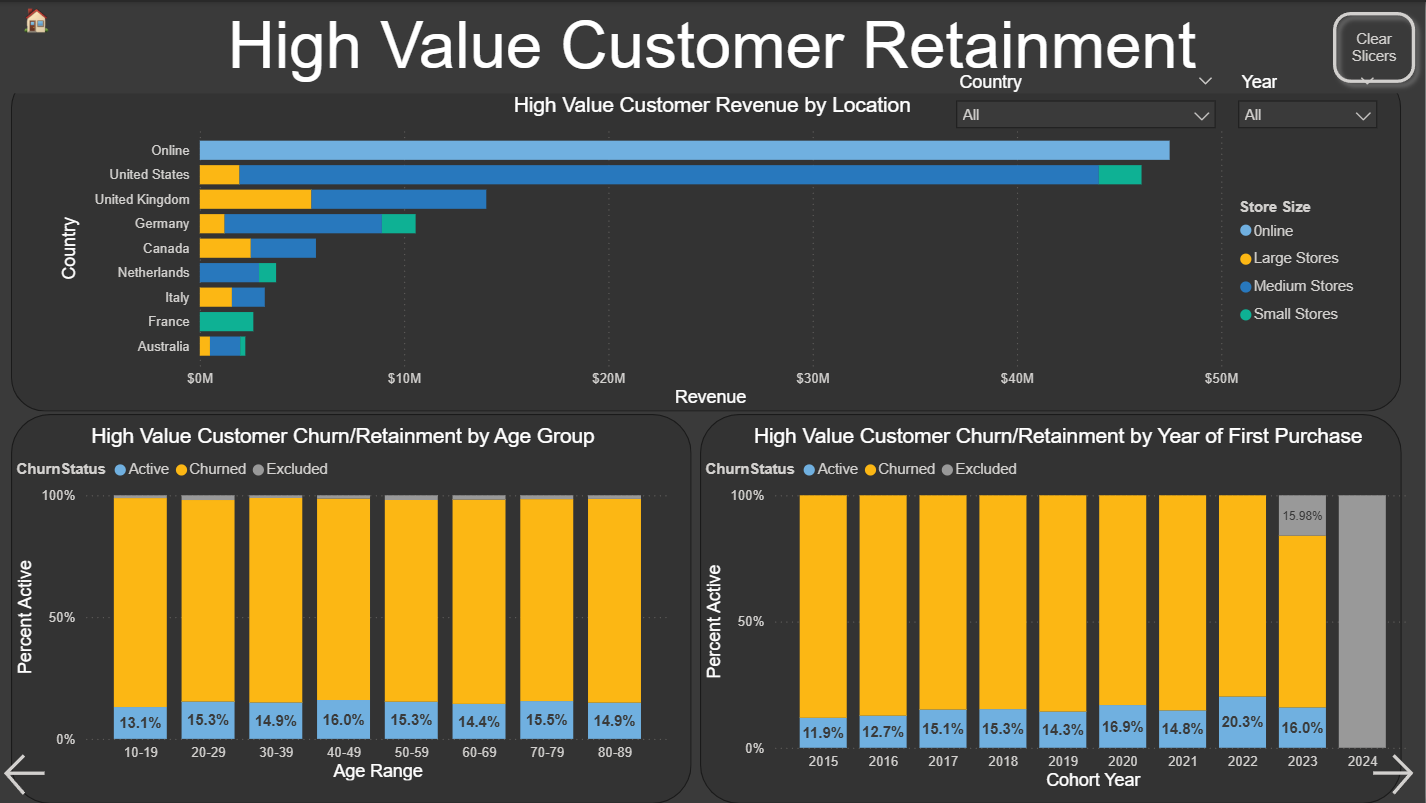 High Value Customer Retainment
Clear
Slicers
Country
Year
All
All
High Value Customer Revenue by Location
Country
Online
United States
United Kingdom
Germany
Canada
Netherlands
Italy
France
Australia
$0M $10M $20M $30M $40M $50M
Revenue
Store Size
0nline
Large Stores
Medium Stores
Small Stores
High Value Customer Churn/Retainment by Age Group
ChurnStatus Active Churned Excluded
Percent Active
100%
50%
0%
13.1% 15.3% 14.9% 16.0% 15.3% 14.4% 15.5% 14.9%
10-19 20-29 30-39 40-49 50-59 60-69 70-79 80-89
Age Range
High Value Customer Churn/Retainment by Year of First Purchase
ChurnStatus Active Churned Excluded
Percent Active
100%
50%
0%
15.98%
11.9% 12.7% 15.1% 15.3% 14.3% 16.9% 14.8% 20.3% 16.0%
2015 2016 2017 2018 2019 2020 2021 2022 2023 2024
Cohort Year